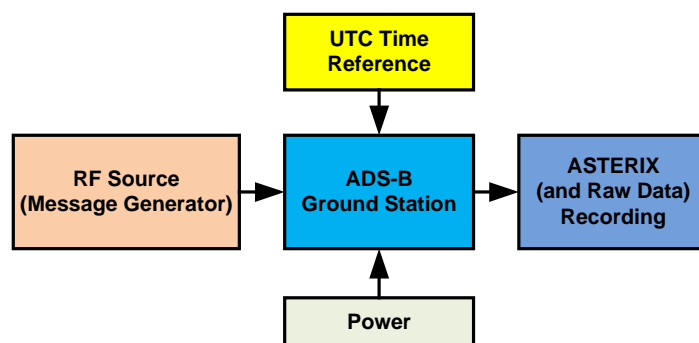 UTC Time
Reference
RF Source
(Message Generator)
ADS-B
Ground Station
ASTERIX
(and Raw Data)
Recording
Power